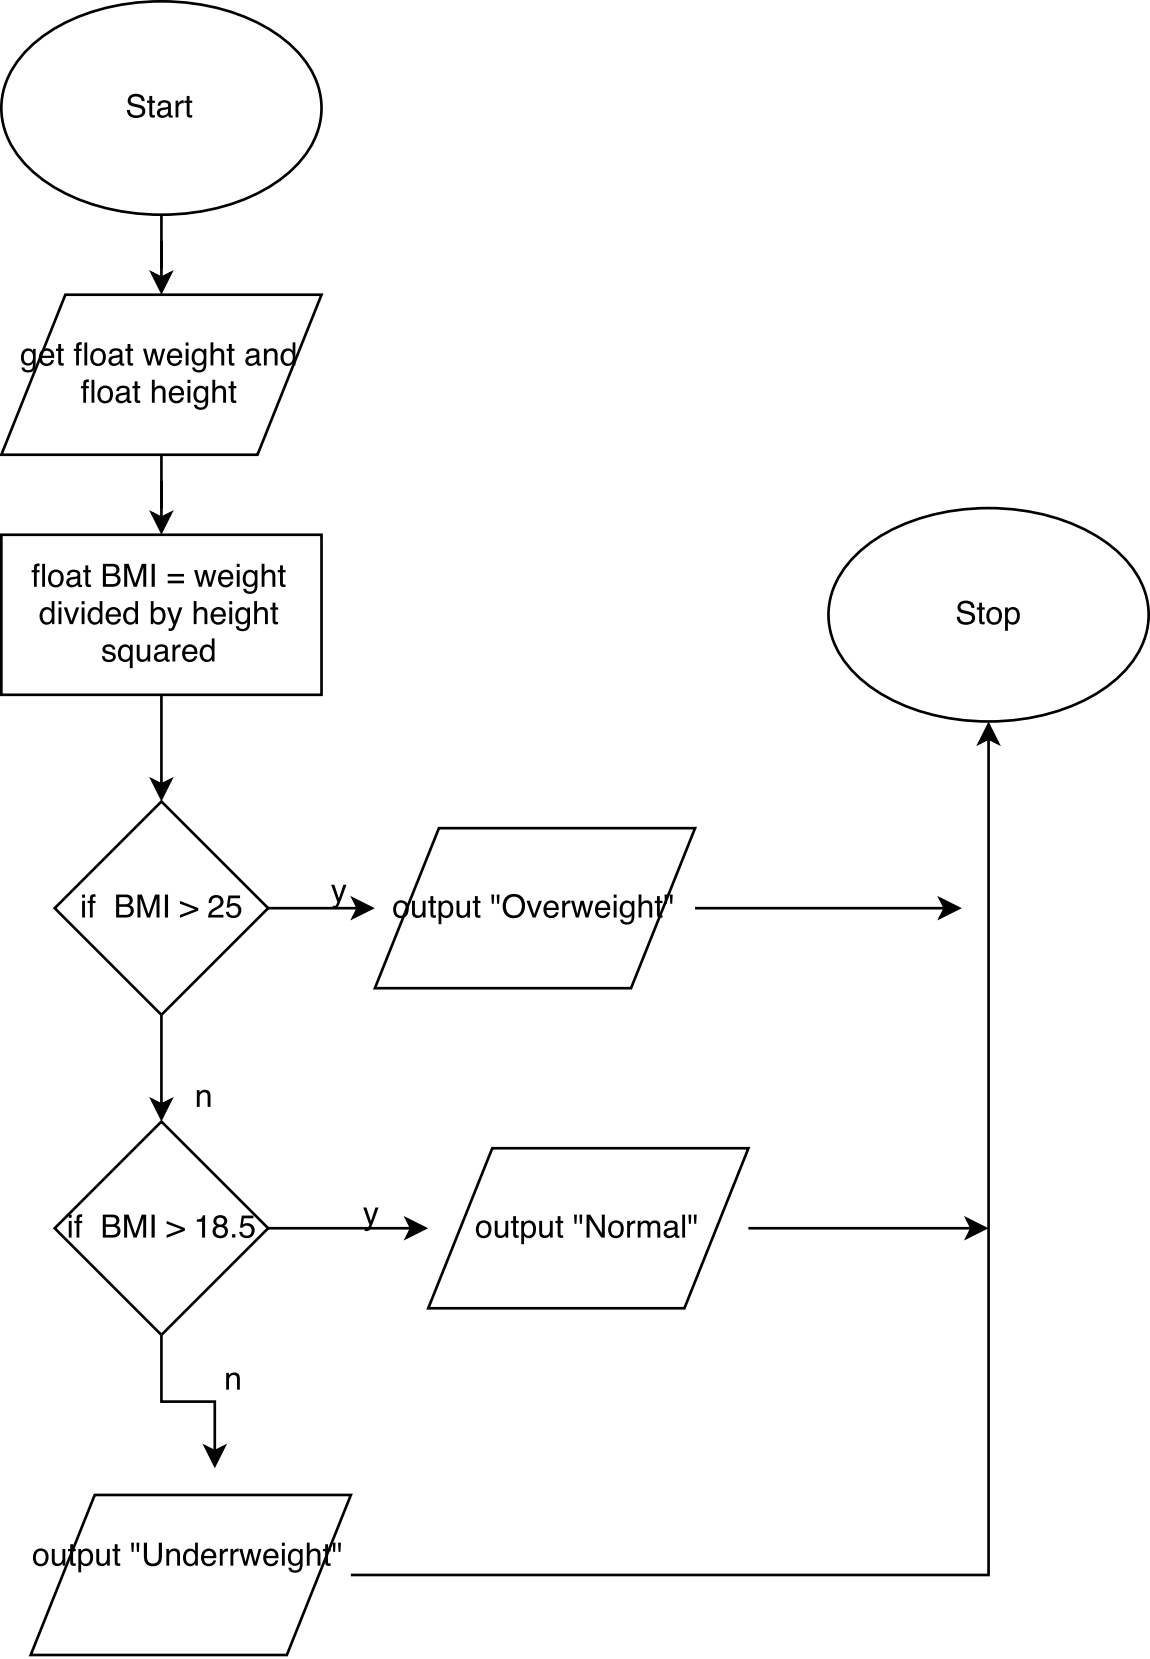 Start
get float weight and
float height
float BMI = weight
divided by height
squared
Stop
if  BMI > 25
y
output "Overweight"
n
if  BMI > 18.5
y
output "Normal"
n
output "Underrweight"